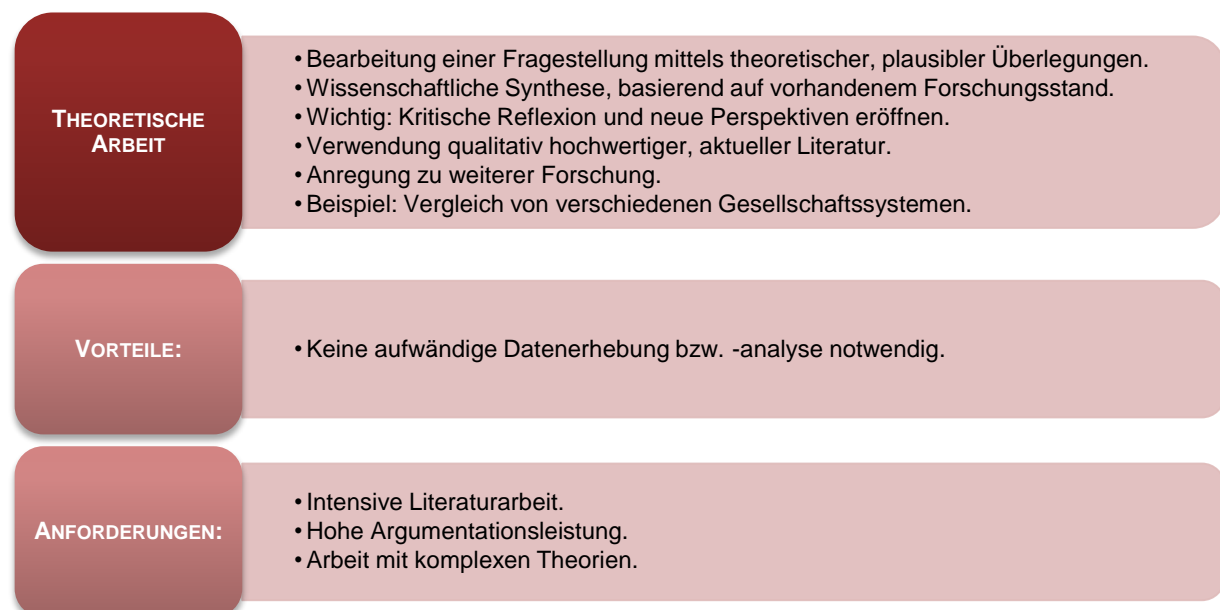 THEORETISCHE
ARBEIT
• Bearbeitung einer Fragestellung mittels theoretischer, plausibler Überlegungen.
• Wissenschaftliche Synthese, basierend auf vorhandenem Forschungsstand.
• Wichtig: Kritische Reflexion und neue Perspektiven eröffnen.
• Verwendung qualitativ hochwertiger, aktueller Literatur.
• Anregung zu weiterer Forschung.
• Beispiel: Vergleich von verschiedenen Gesellschaftssystemen.
VORTEILE:
• Keine aufwändige Datenerhebung bzw. -analyse notwendig.
ANFORDERUNGEN:
• Intensive Literaturarbeit.
• Hohe Argumentationsleistung.
• Arbeit mit komplexen Theorien.